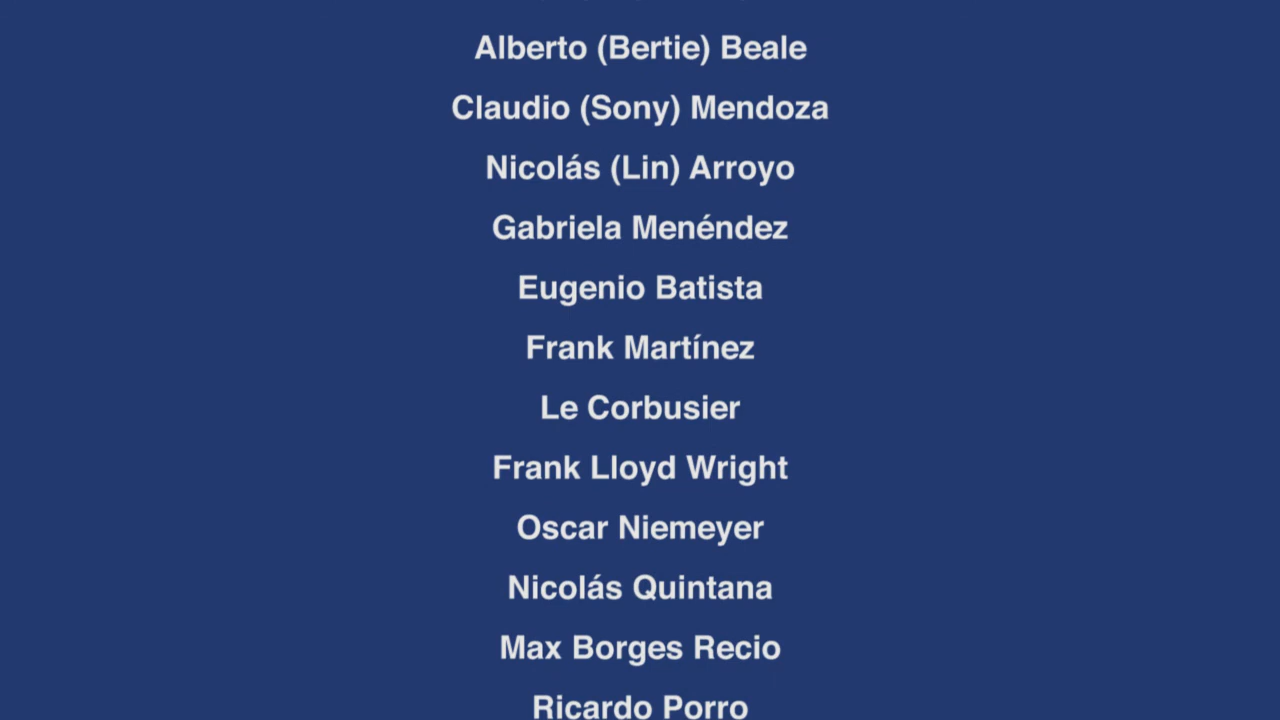 Alberto (Bertie) Beale
Claudio (Sony) Mendoza
Nicolás (Lin) Arroyo
Gabriela Menéndez
Eugenio Batista
Frank Martínez
Le Corbusier
Frank Lloyd Wright
Oscar Niemeyer
Nicolás Quintana
Max Borges Recio
Ricardo Porro